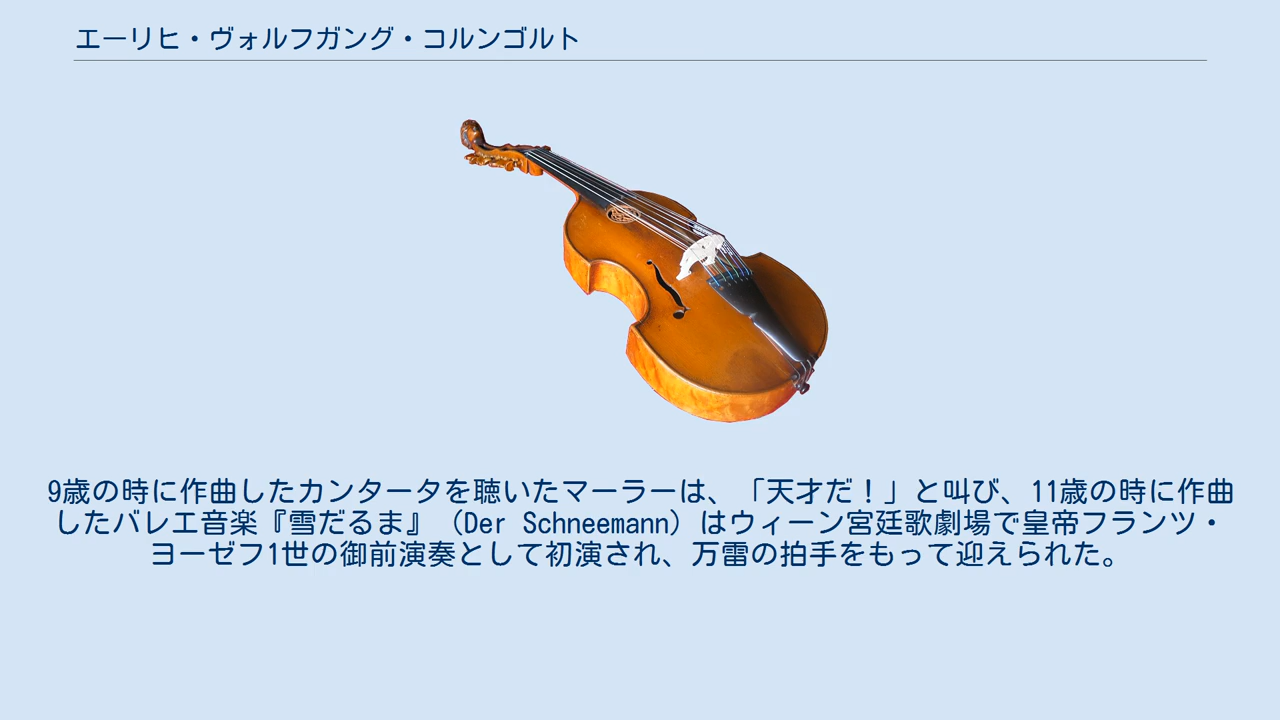 エーリヒ・ヴォルフガング・コルンゴルト
9歳の時に作曲したカンタータを聴いたマーラーは、「天才だ！」と叫び、11歳の時に作曲
したバレエ音楽『雪だるま』（Der Schneemann）はウィーン宮廷歌劇場で皇帝フランツ・
ヨーゼフ1世の御前演奏として初演され、万雷の拍手をもって迎えられた。